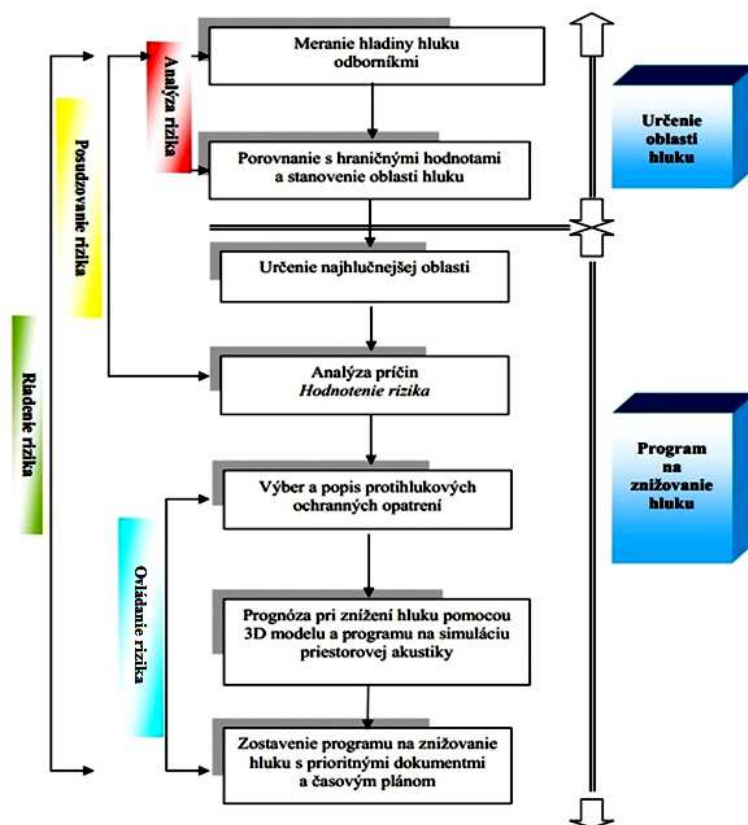 Meranie hladiny hluku
odborníkmi
Analýza rizika
Určenie
oblasti
hluku
Porovnanie s hraničnými hodnotami
a stanovenie oblasti hluku
Posudzovanie rizika
Určenie najhlučnejšej oblasti
Riadenie rizika
Analýza príčin
Hodnotenie rizika
Program
na
znižovanie
hluku
Výber a popis protihlukových
ochranných opatrení
Ovládanie rizika
Prognóza pri znížení hluku pomocou
3D modelu a programu na simuláciu
priestorovej akustiky
Zostavenie programu na znižovanie
hluku s prioritnými dokumentmi
a časovým plánom